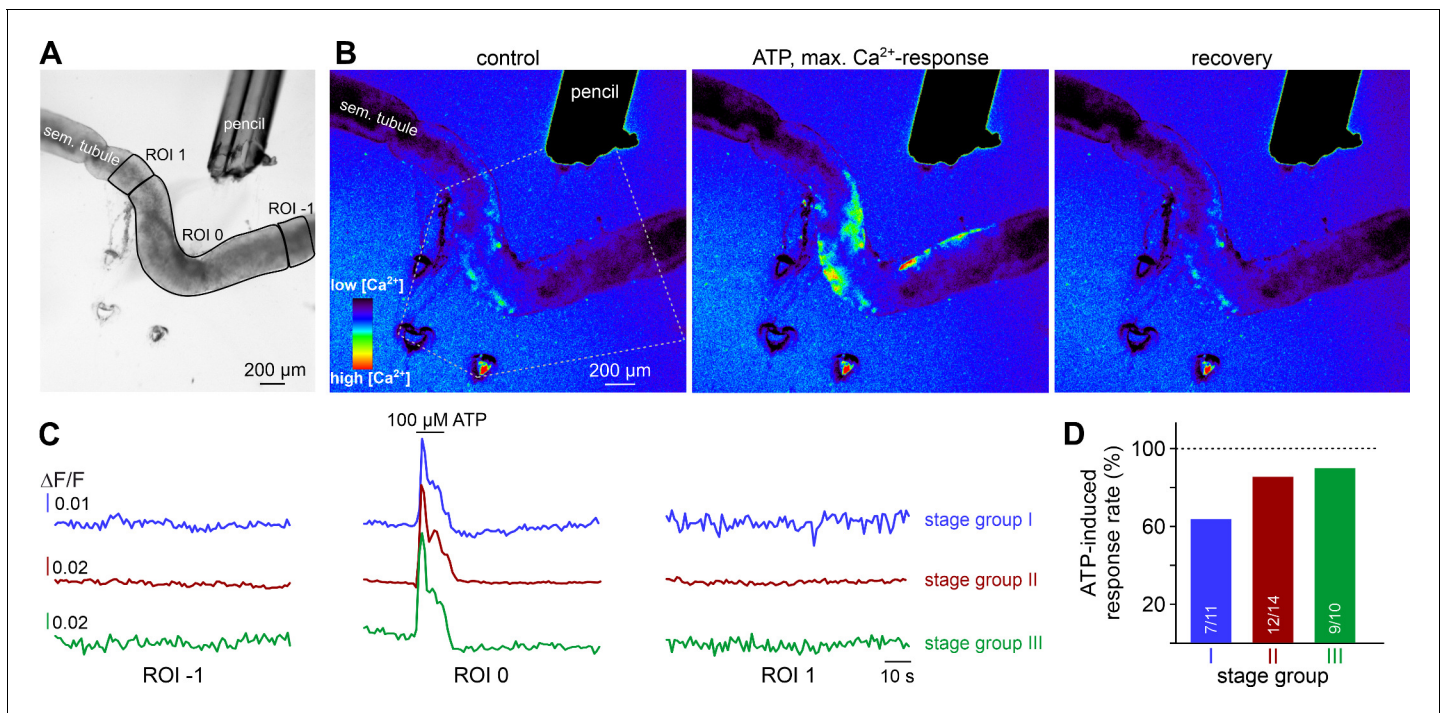 A
sem. tubule
ROI 1
pencil
ROI -1
ROI 0
200 µm
B
control
ATP, max. Ca²⁺-response
recovery
sem. tubule
pencil
low [Ca²⁺]
high [Ca²⁺]
200 µm
C
100 µM ATP
ΔF/F
0.01
stage group I
0.02
stage group II
0.02
stage group III
ROI -1
ROI 0
ROI 1
10 s
D
ATP-induced
response rate (%)
100
60
20
7/11
12/14
9/10
I
II
III
stage group